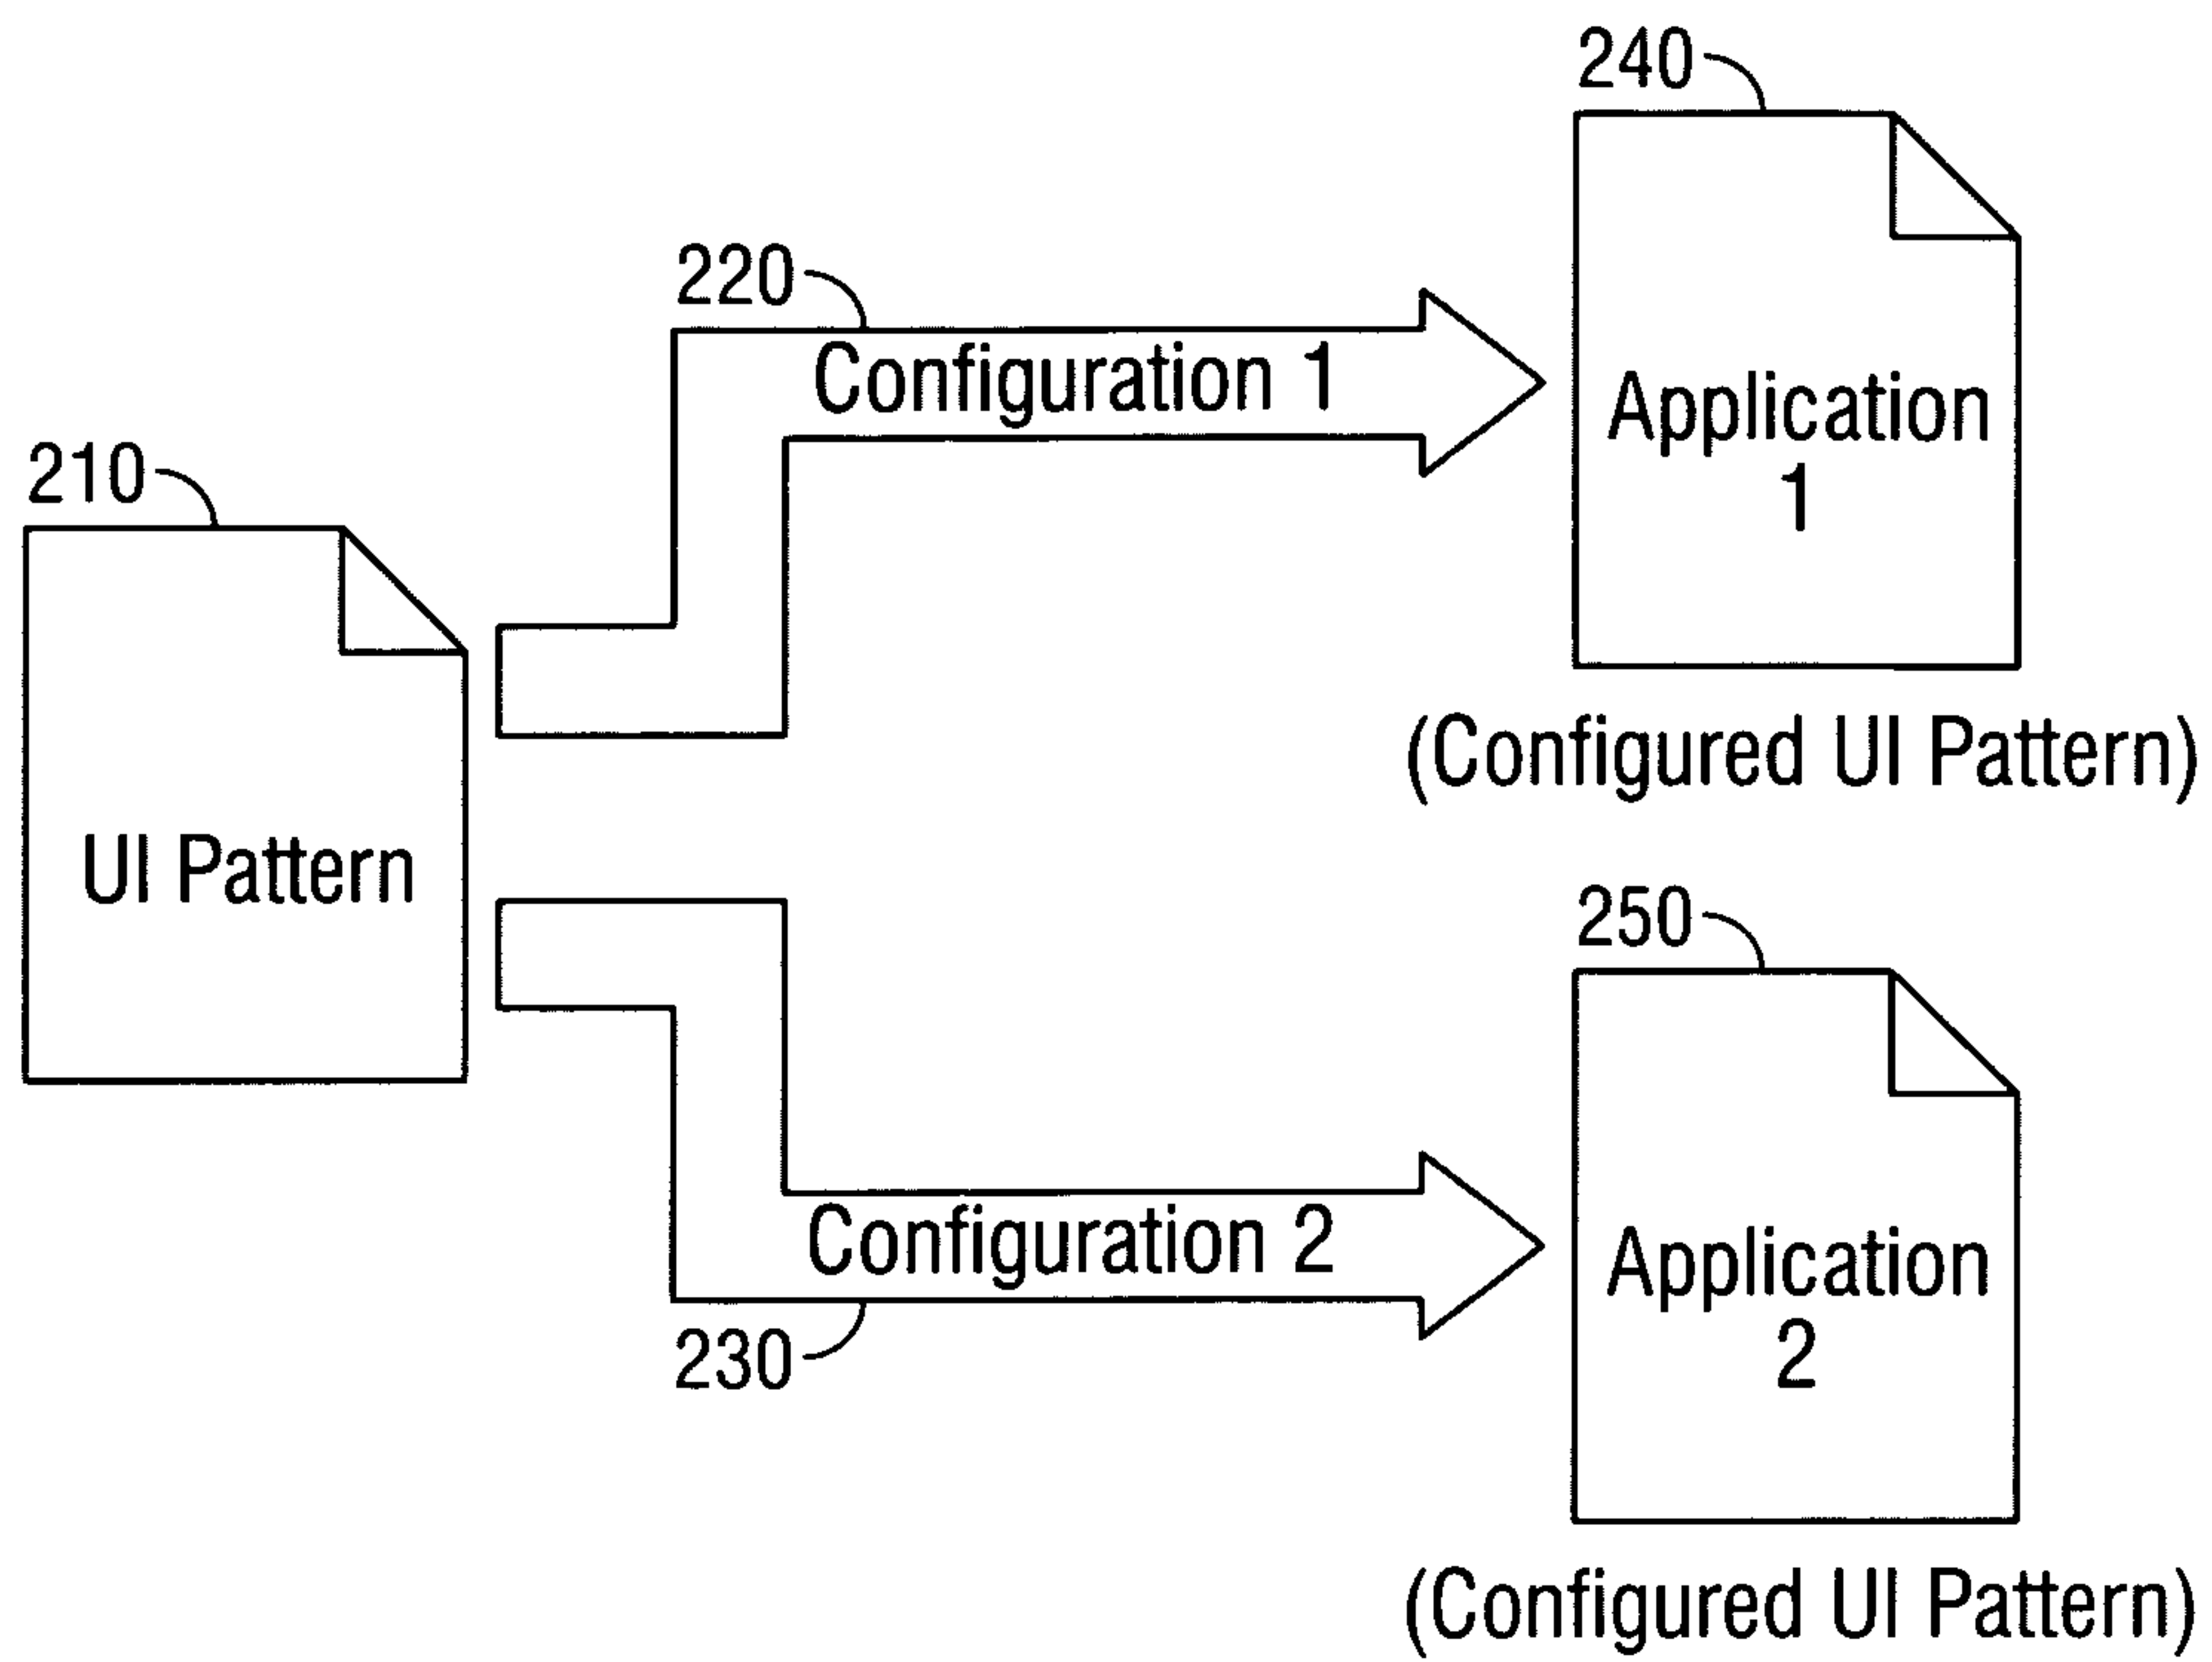 240
220
Configuration 1
Application
1
210
(Configured UI Pattern)
UI Pattern
250
Configuration 2
Application
2
230
(Configured UI Pattern)